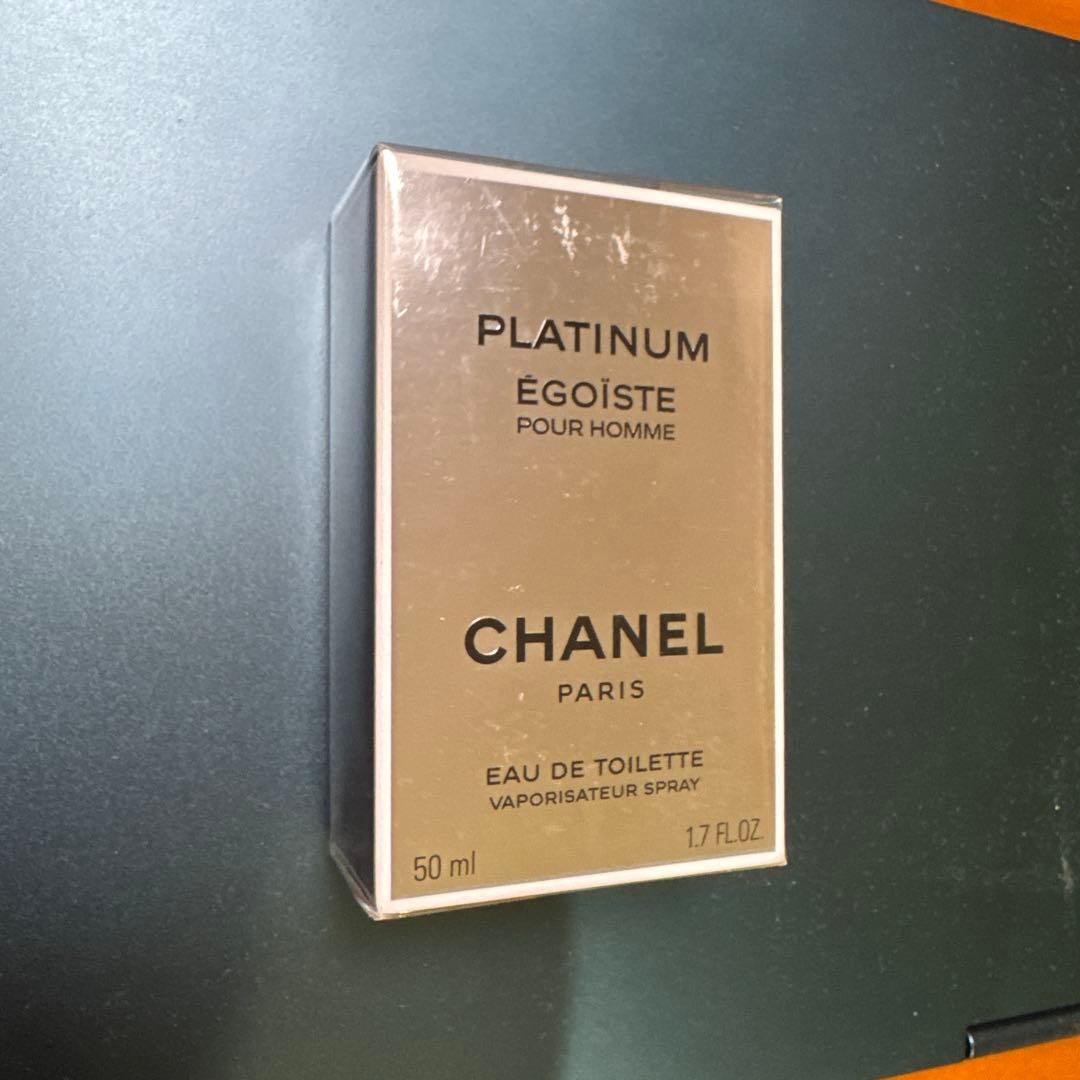 PLATINUM
ÉGOÏSTE
POUR HOMME
CHANEL
PARIS
EAU DE TOILETTE
VAPORISATEUR SPRAY
50 ml
1.7 FL.OZ.